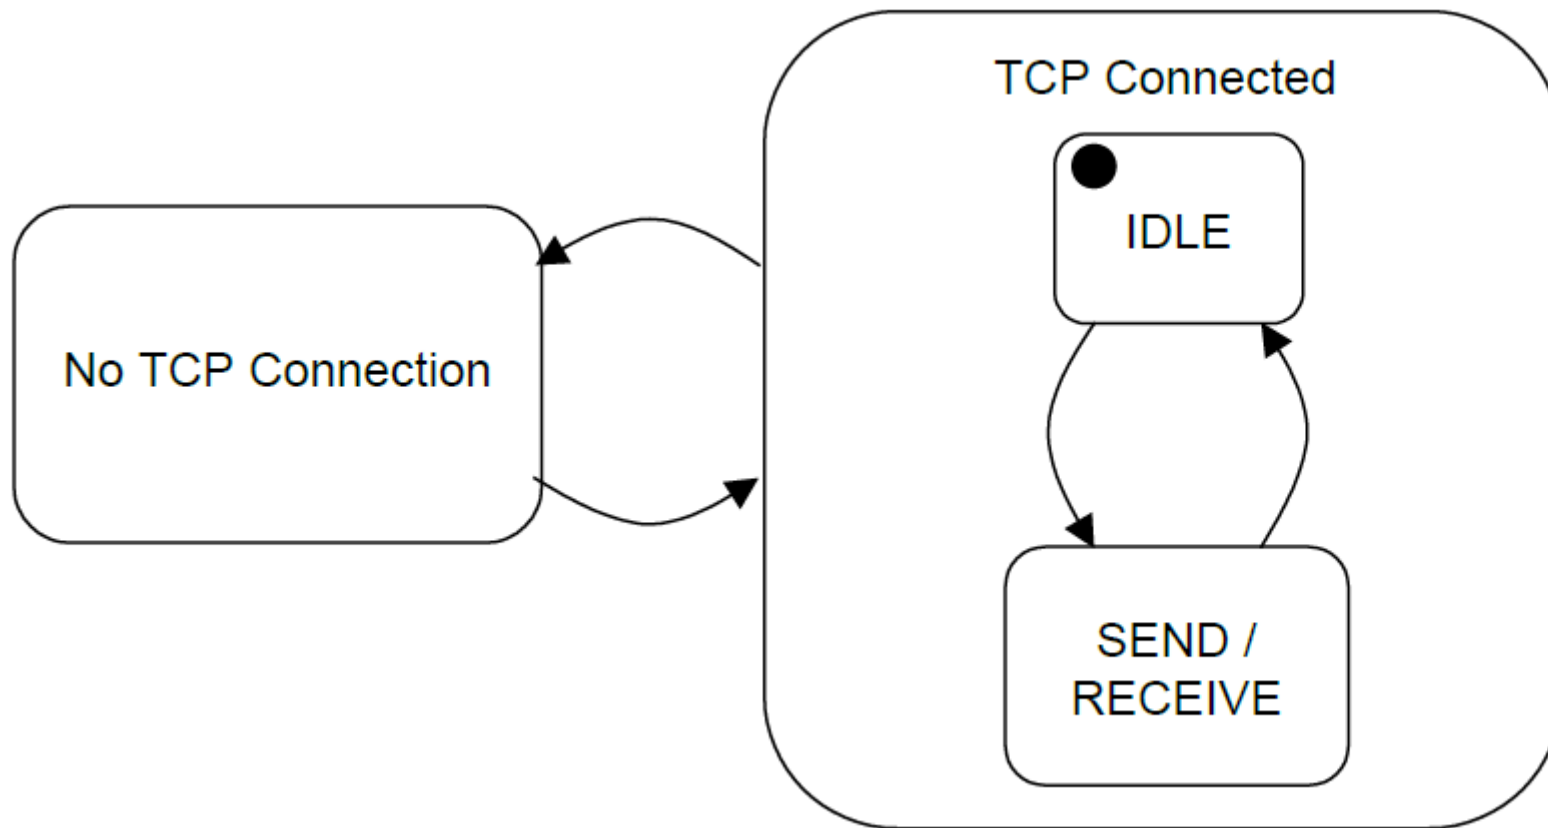 TCP Connected
IDLE
No TCP Connection
SEND /
RECEIVE